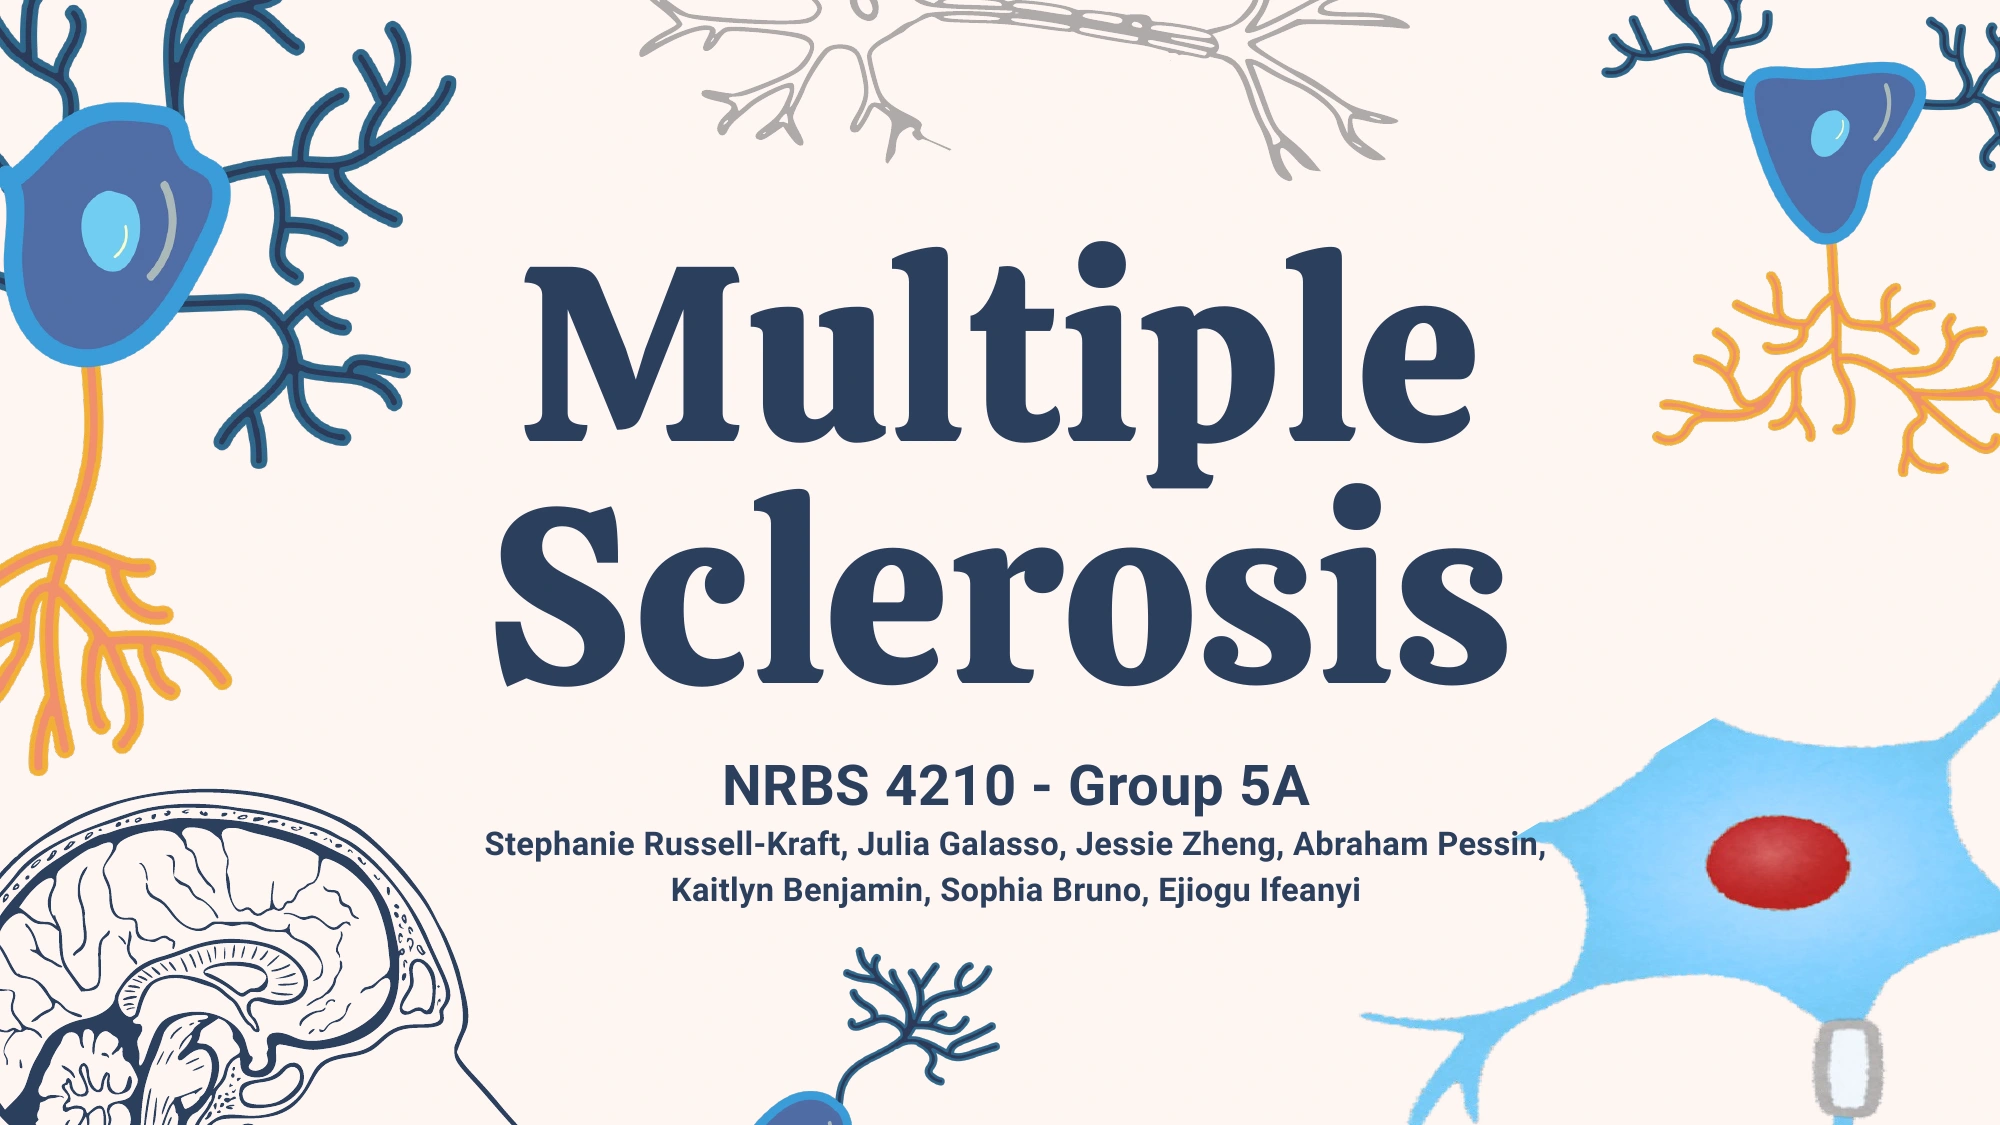 Multiple
Sclerosis
NRBS 4210 - Group 5A
Stephanie Russell-Kraft, Julia Galasso, Jessie Zheng, Abraham Pessin,
Kaitlyn Benjamin, Sophia Bruno, Ejiogu Ifeanyi